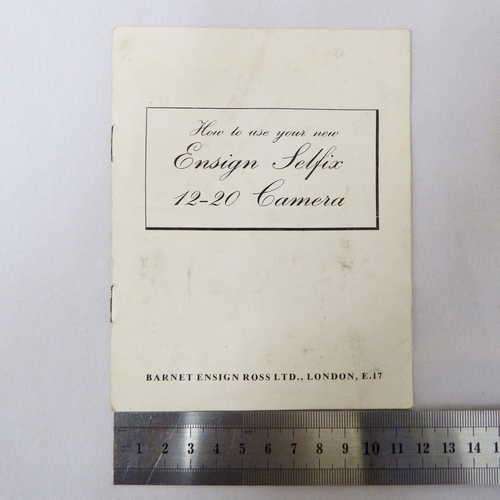 How to use your new
Ensign Selfix
12-20 Camera
BARNET ENSIGN ROSS LTD., LONDON, E.17
1 2 3 4 5 6 7 8 9 10 11 12 13 14 1